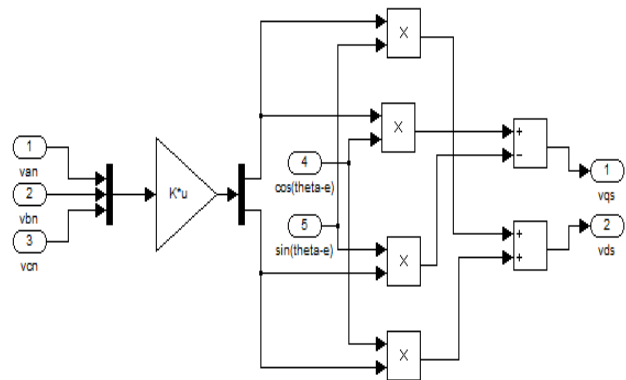 1
van
2
vbn
3
vcn
K*u
X
X
4
cos(theta-e)
5
sin(theta-e)
X
X
+
−
+
+
1
vqs
2
vds